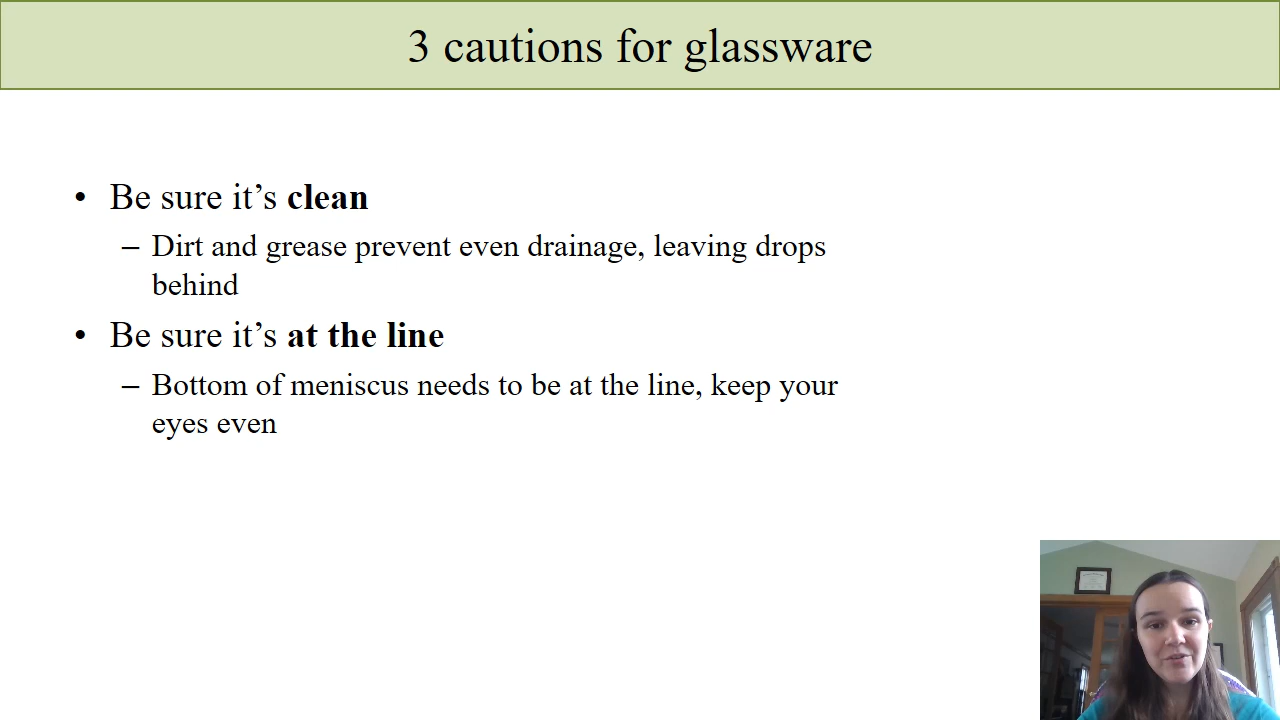 3 cautions for glassware
• Be sure it’s clean
– Dirt and grease prevent even drainage, leaving drops
behind
• Be sure it’s at the line
– Bottom of meniscus needs to be at the line, keep your
eyes even